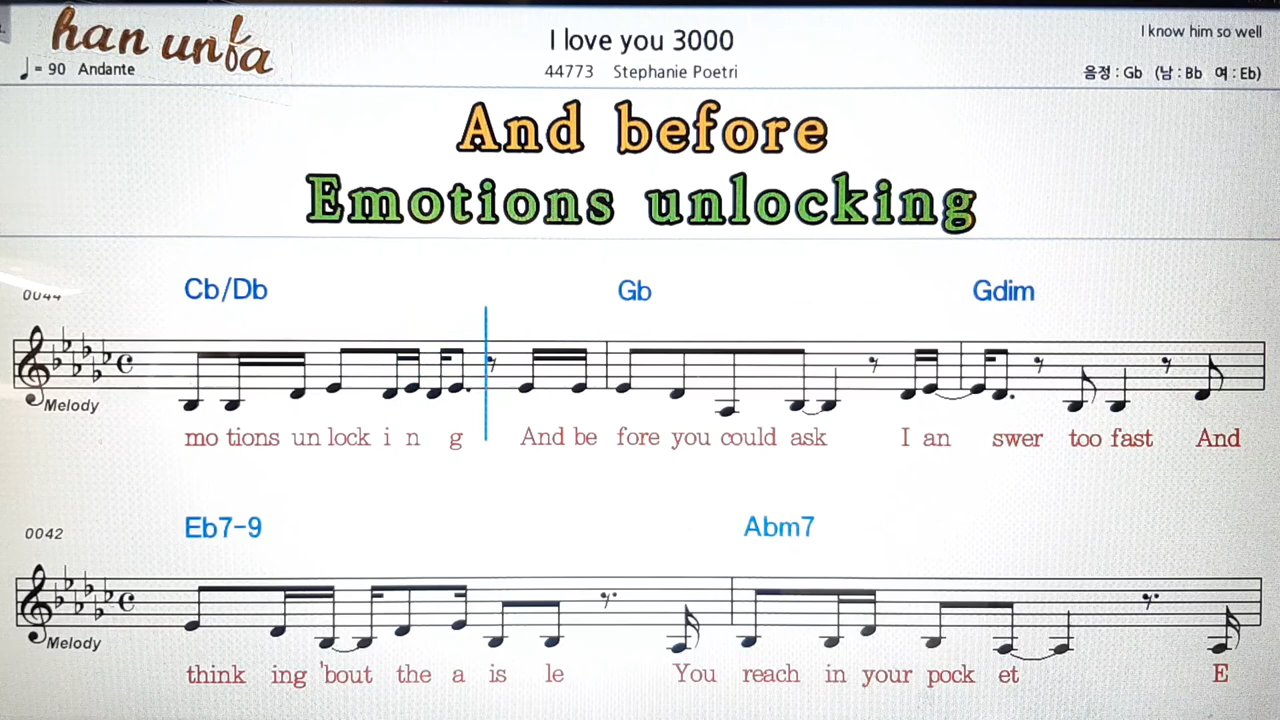 han unfa
I love you 3000
I know him so well
♩ = 90 Andante
44773 Stephanie Poetri
음정 : Gb (남 : Bb 여 : Eb)
And before
Emotions unlocking
0044
Cb/Db Gb Gdim
Melody
mo tions un lock i n g And be fore you could ask I an swer too fast And
0042
Eb7-9 Abm7
Melody
think ing 'bout the a is le You reach in your pock et E